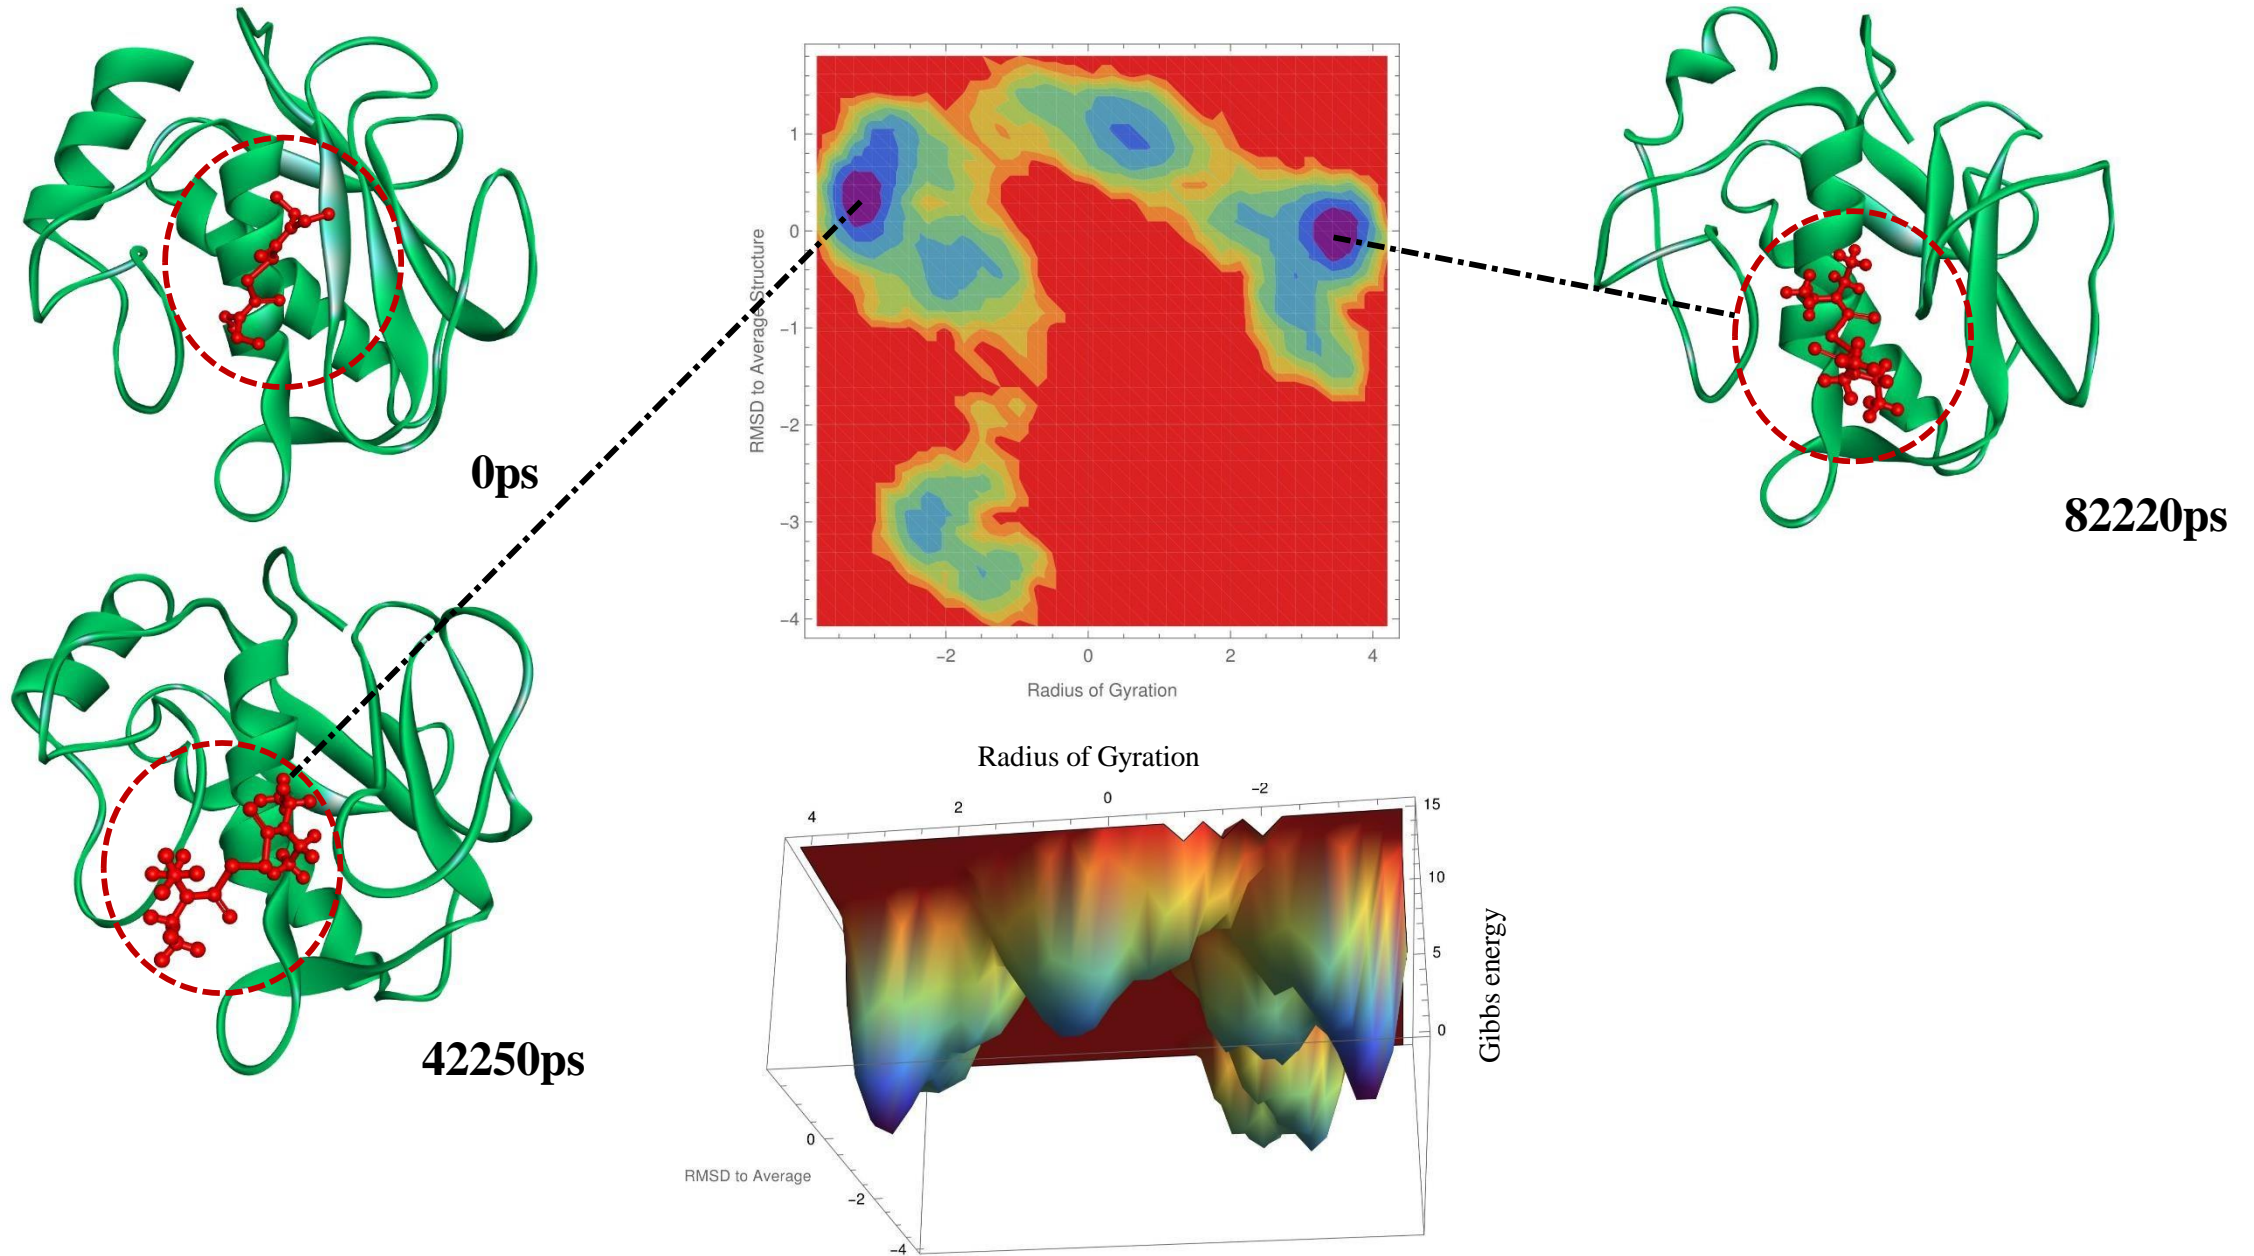 0ps
42250ps
82220ps
RMSD to Average Structure
1
0
−1
−2
−3
−4
−2
0
2
4
Radius of Gyration
Radius of Gyration
4
2
0
−2
15
10
5
0
Gibbs energy
0
−2
−4
RMSD to Average